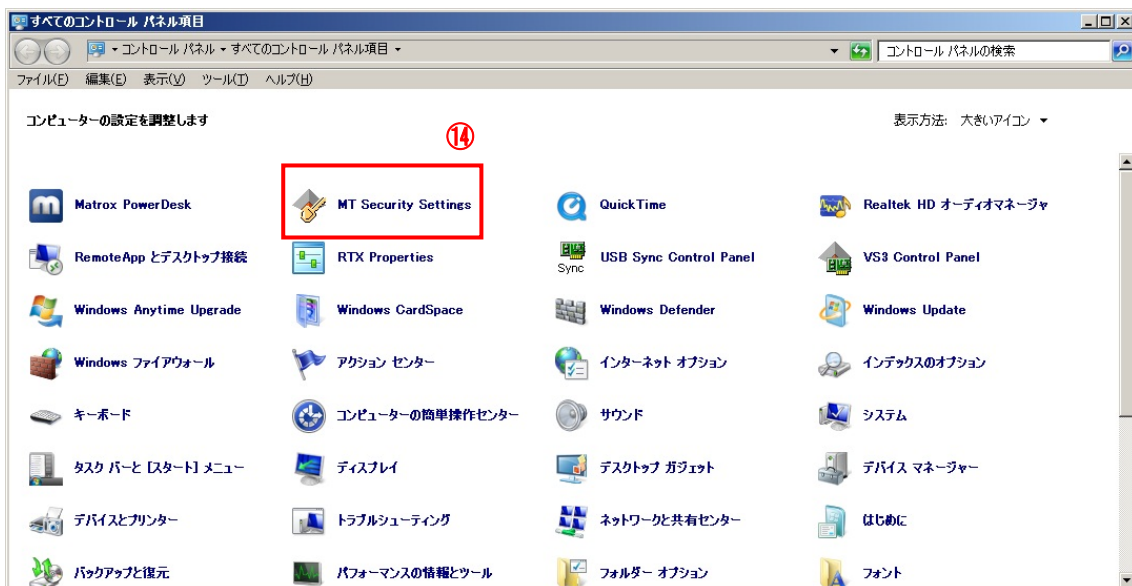 すべてのコントロール パネル項目
コントロール パネル ▾ すべてのコントロール パネル項目 ▾
コントロール パネルの検索
ファイル(F) 編集(E) 表示(V) ツール(T) ヘルプ(H)
コンピューターの設定を調整します
表示方法: 大きいアイコン ▾
⑭
Matrox PowerDesk
MT Security Settings
QuickTime
Realtek HD オーディオマネージャ
RemoteApp とデスクトップ接続
RTX Properties
Sync
USB Sync Control Panel
VS3 Control Panel
Windows Anytime Upgrade
Windows CardSpace
Windows Defender
Windows Update
Windows ファイアウォール
アクション センター
インターネット オプション
インデックスのオプション
キーボード
コンピューターの簡単操作センター
サウンド
システム
タスク バーと [スタート] メニュー
ディスプレイ
デスクトップ ガジェット
デバイス マネージャー
デバイスとプリンター
トラブルシューティング
ネットワークと共有センター
はじめに
バックアップと復元
パフォーマンスの情報とツール
フォルダー オプション
フォント